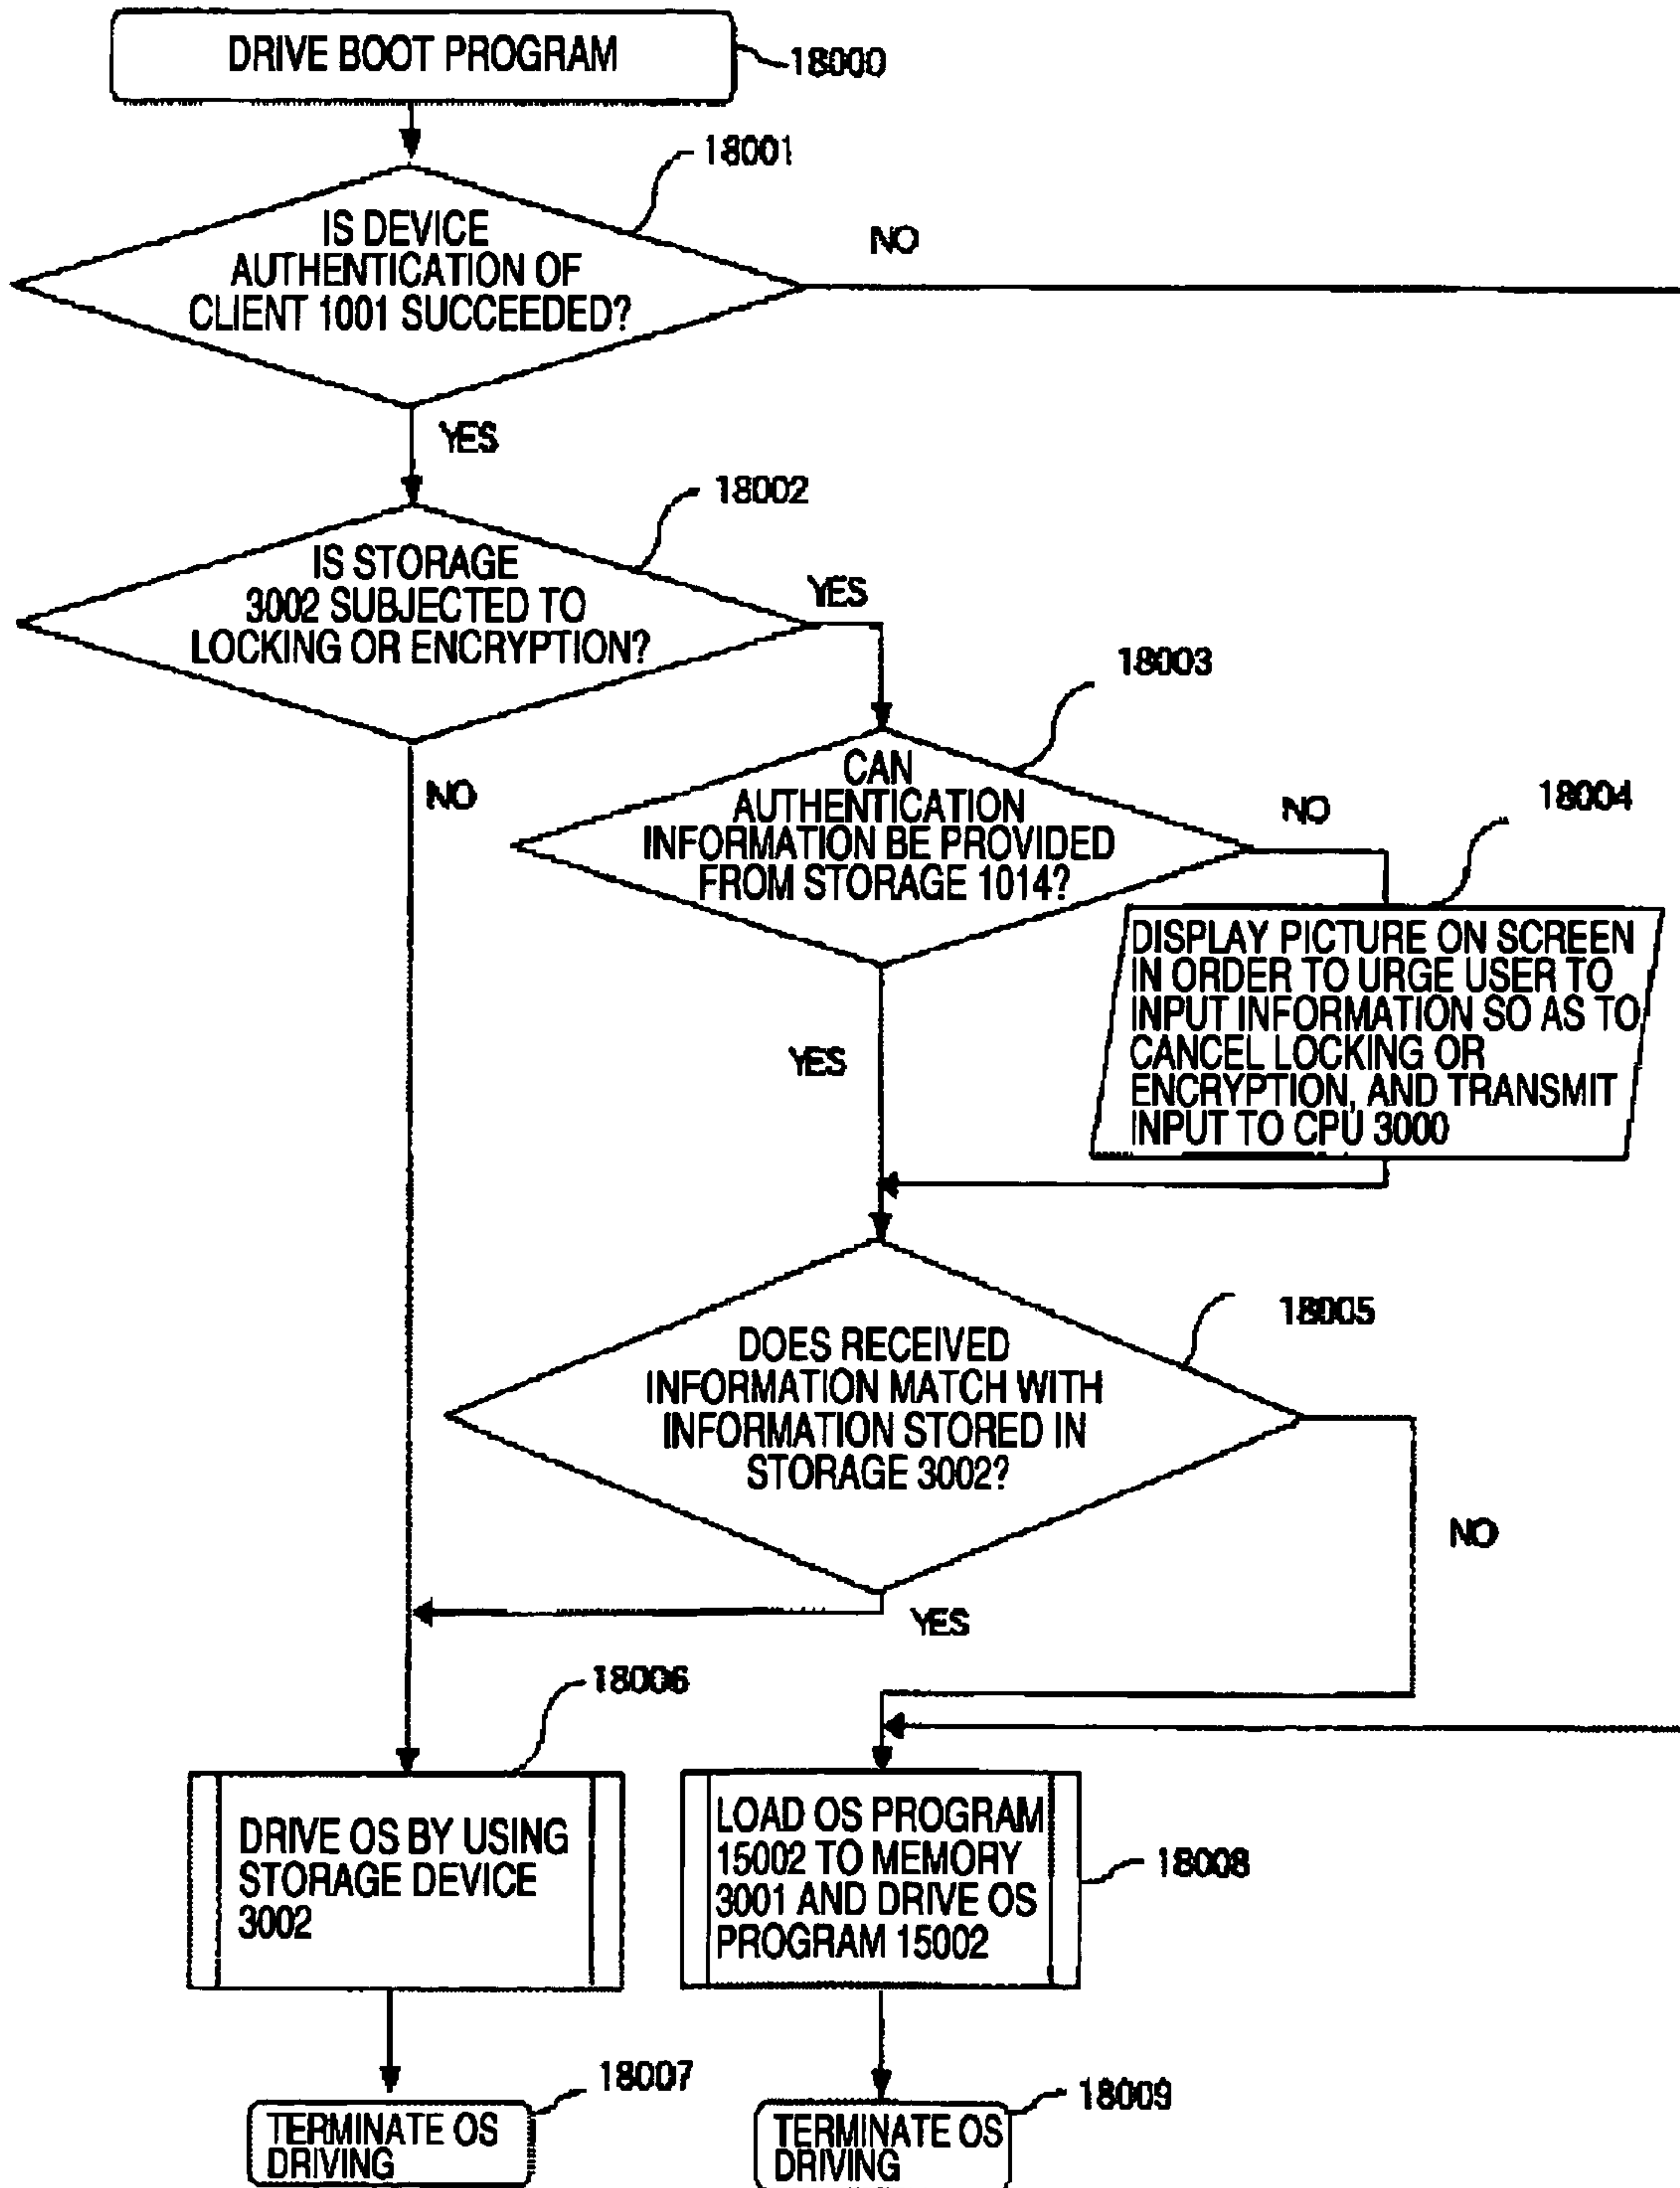 DRIVE BOOT PROGRAM
18000
18001
IS DEVICE
AUTHENTICATION OF
CLIENT 1001 SUCCEEDED?
NO
YES
18002
IS STORAGE
3002 SUBJECTED TO
LOCKING OR ENCRYPTION?
YES
NO
18003
CAN
AUTHENTICATION
INFORMATION BE PROVIDED
FROM STORAGE 1014?
NO
18004
DISPLAY PICTURE ON SCREEN
IN ORDER TO URGE USER TO
INPUT INFORMATION SO AS TO
CANCEL LOCKING OR
ENCRYPTION, AND TRANSMIT
INPUT TO CPU 3000
YES
18005
DOES RECEIVED
INFORMATION MATCH WITH
INFORMATION STORED IN
STORAGE 3002?
NO
YES
18006
DRIVE OS BY USING
STORAGE DEVICE
3002
LOAD OS PROGRAM
15002 TO MEMORY
3001 AND DRIVE OS
PROGRAM 15002
18008
18007
TERMINATE OS
DRIVING
18009
TERMINATE OS
DRIVING